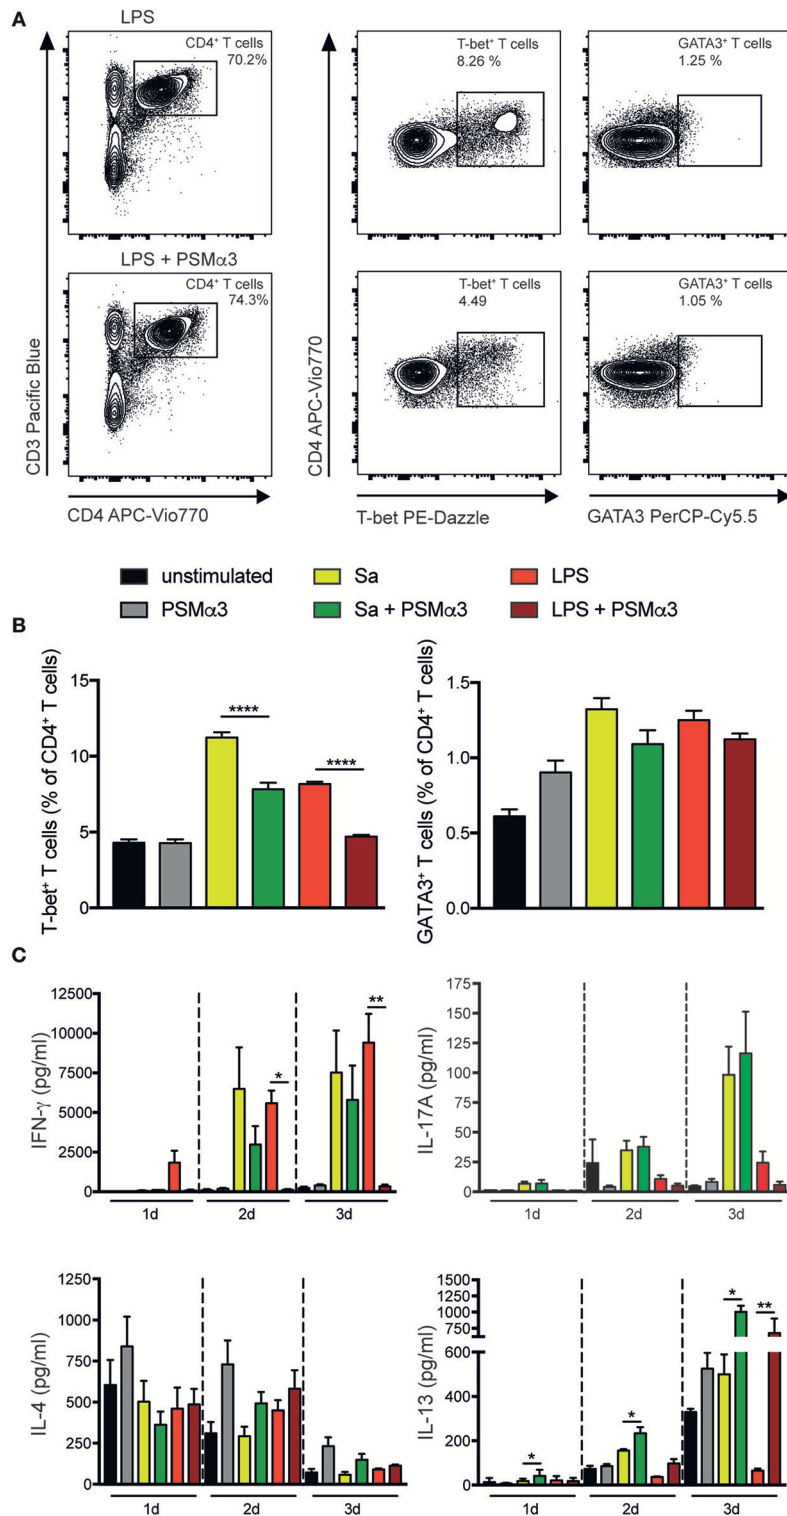 A
LPS
CD4⁺ T cells
70.2%
T-bet⁺ T cells
8.26 %
GATA3⁺ T cells
1.25 %
LPS + PSMα3
CD4⁺ T cells
74.3%
T-bet⁺ T cells
4.49
GATA3⁺ T cells
1.05 %
CD3 Pacific Blue
CD4 APC-Vio770
CD4 APC-Vio770
T-bet PE-Dazzle
GATA3 PerCP-Cy5.5
unstimulated
Sa
LPS
PSMα3
Sa + PSMα3
LPS + PSMα3
B
T-bet⁺ T cells (% of CD4⁺ T cells)
15
10
5
0
****
****
GATA3⁺ T cells (% of CD4⁺ T cells)
1.5
1.0
0.5
0.0
C
IFN-γ (pg/ml)
12500
10000
7500
5000
2500
0
*
**
1d
2d
3d
IL-17A (pg/ml)
175
150
125
100
75
50
25
0
1d
2d
3d
IL-4 (pg/ml)
1250
1000
750
500
250
0
1d
2d
3d
IL-13 (pg/ml)
1500
1250
1000
750
600
400
200
0
*
*
*
**
1d
2d
3d